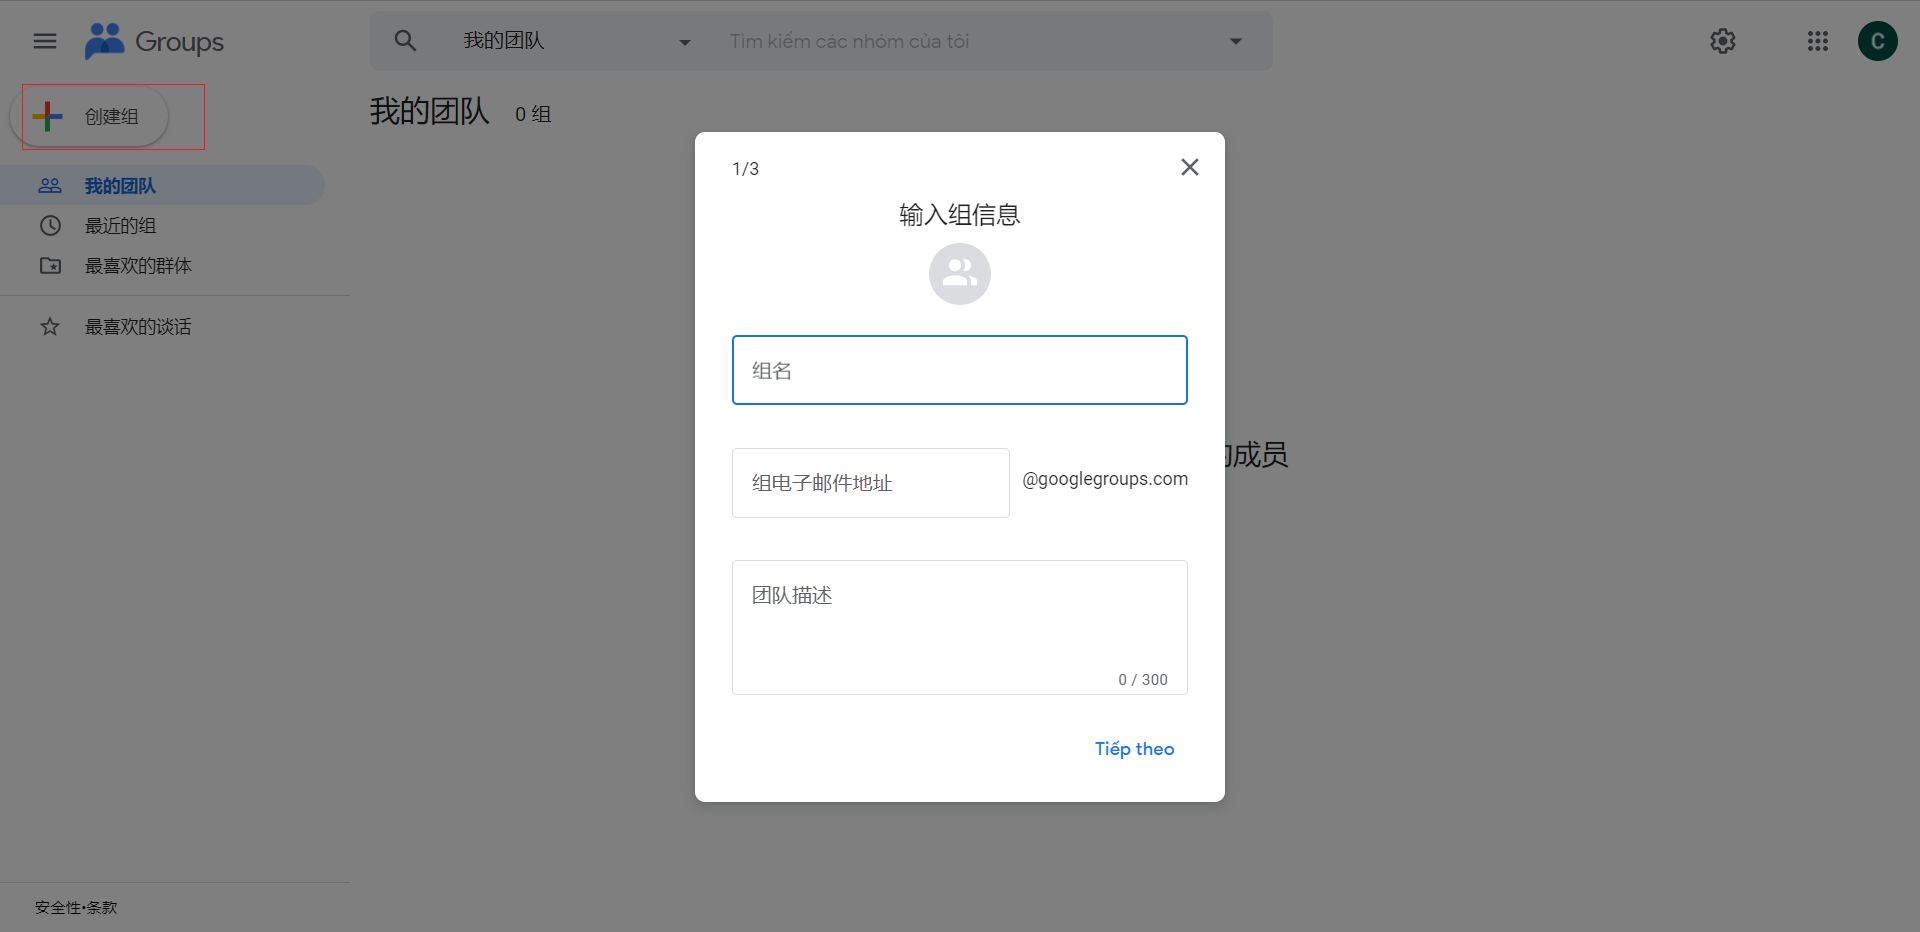 Groups
我的团队
Tìm kiếm các nhóm của tôi
C
创建组
我的团队 0 组
我的团队
最近的组
最喜欢的群体
最喜欢的谈话
安全性•条款
1/3
输入组信息
组名
组电子邮件地址
@googlegroups.com
团队描述
0 / 300
Tiếp theo
成员